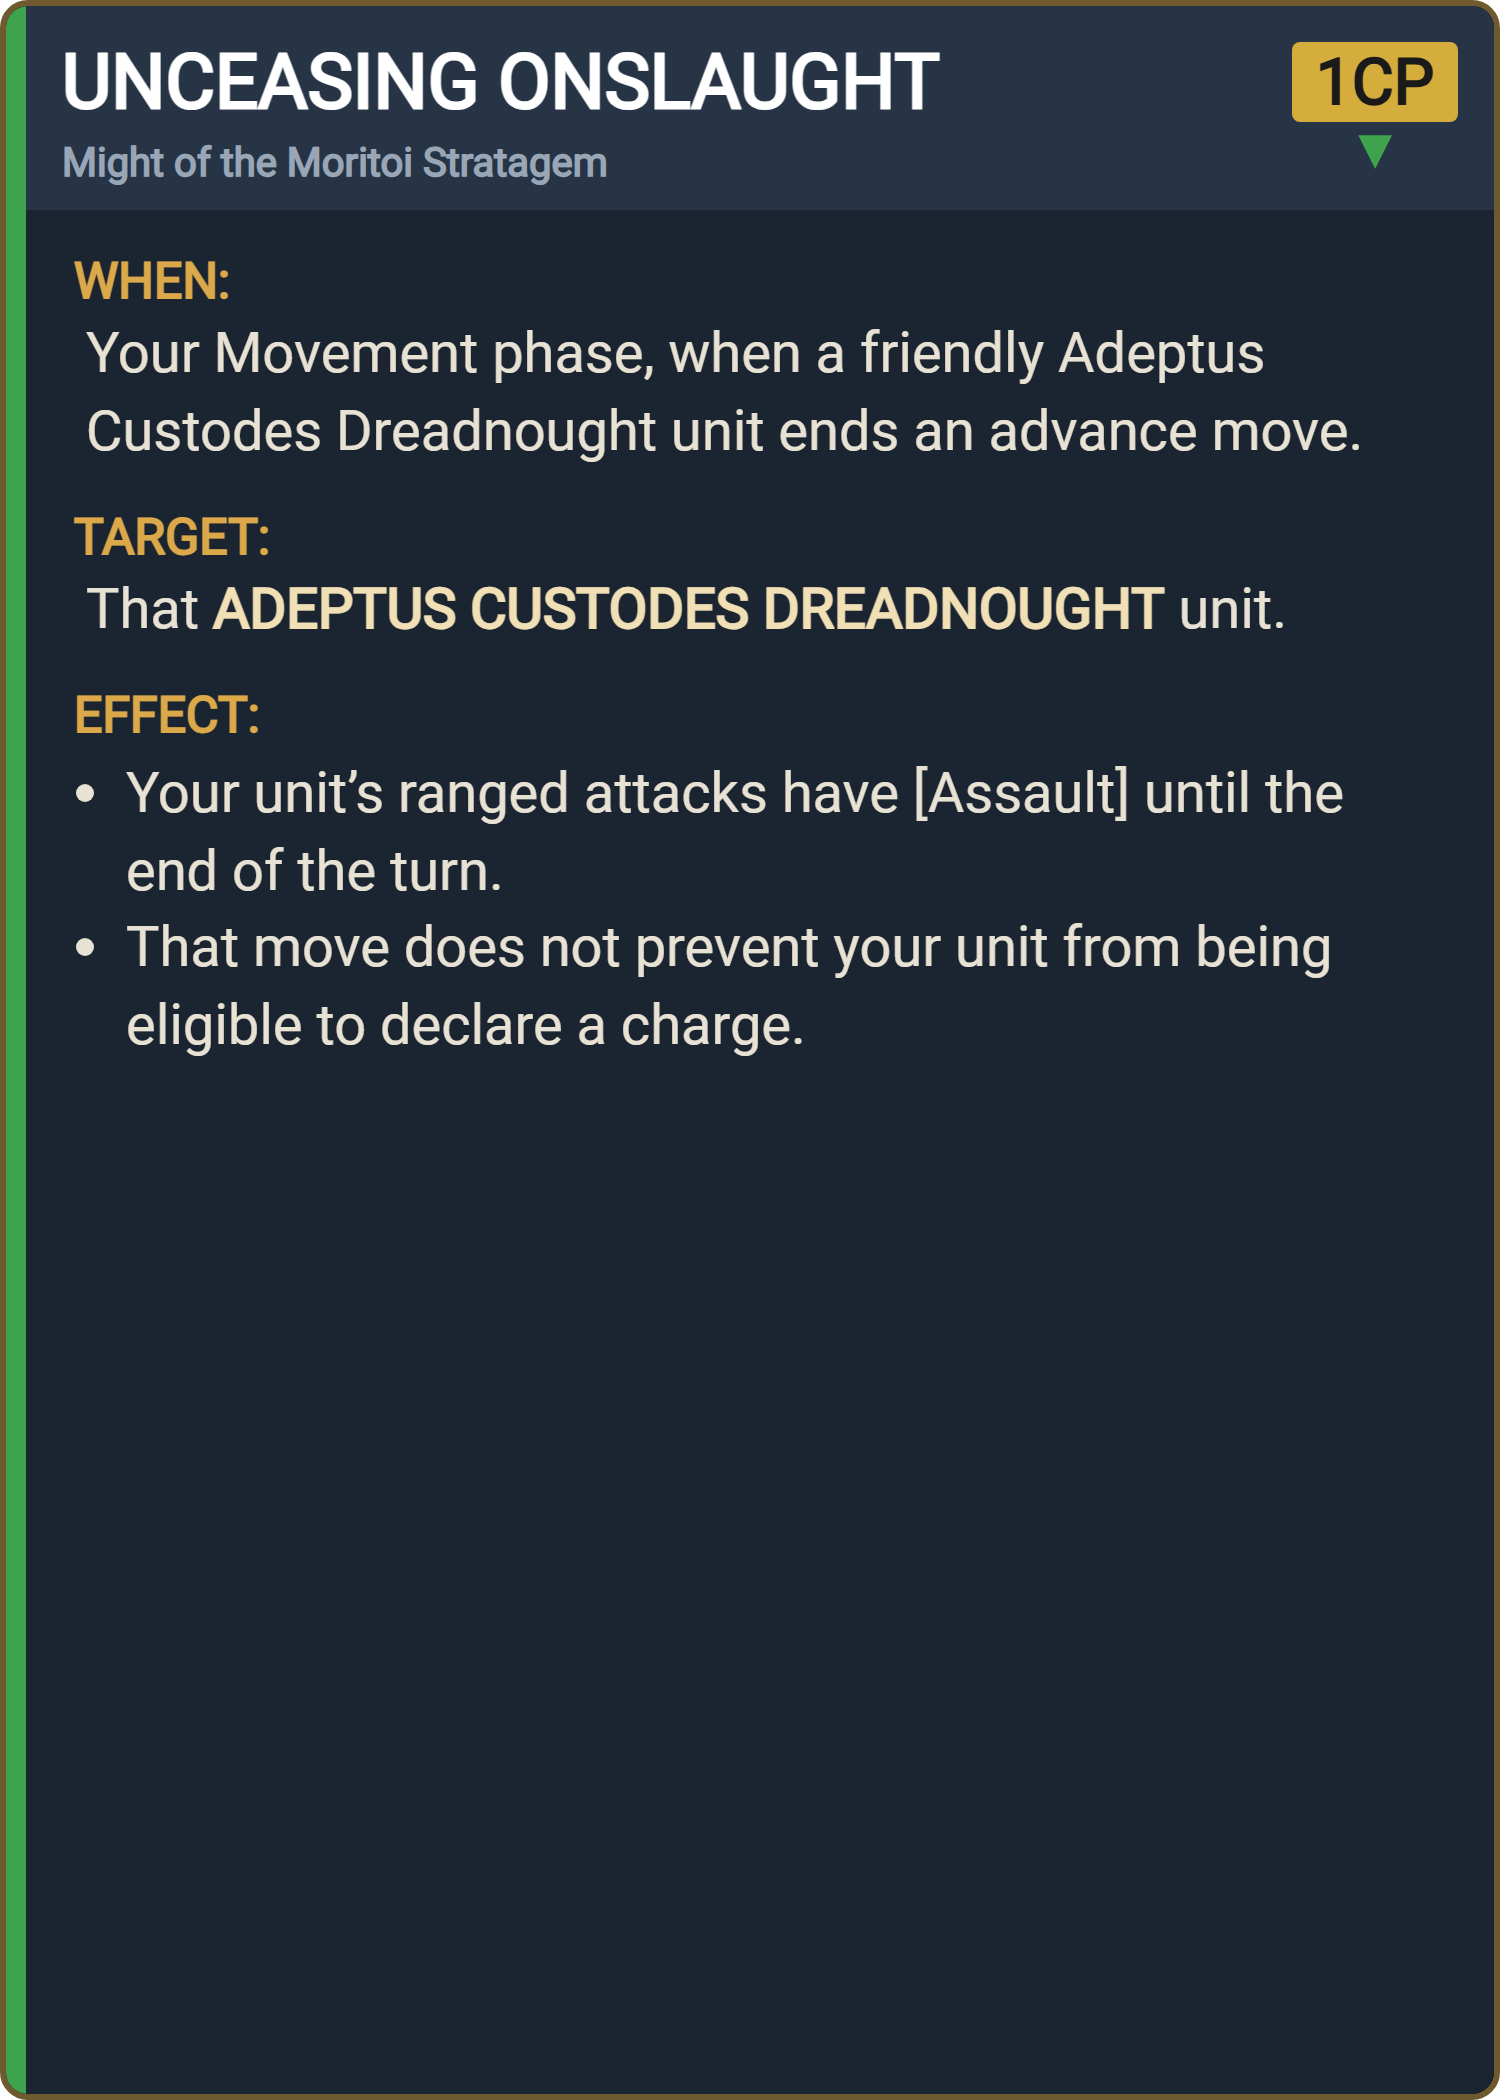 UNCEASING ONSLAUGHT
1CP
Might of the Moritoi Stratagem
WHEN:
Your Movement phase, when a friendly Adeptus
Custodes Dreadnought unit ends an advance move.
TARGET:
That ADEPTUS CUSTODES DREADNOUGHT unit.
EFFECT:
• Your unit’s ranged attacks have [Assault] until the
end of the turn.
• That move does not prevent your unit from being
eligible to declare a charge.